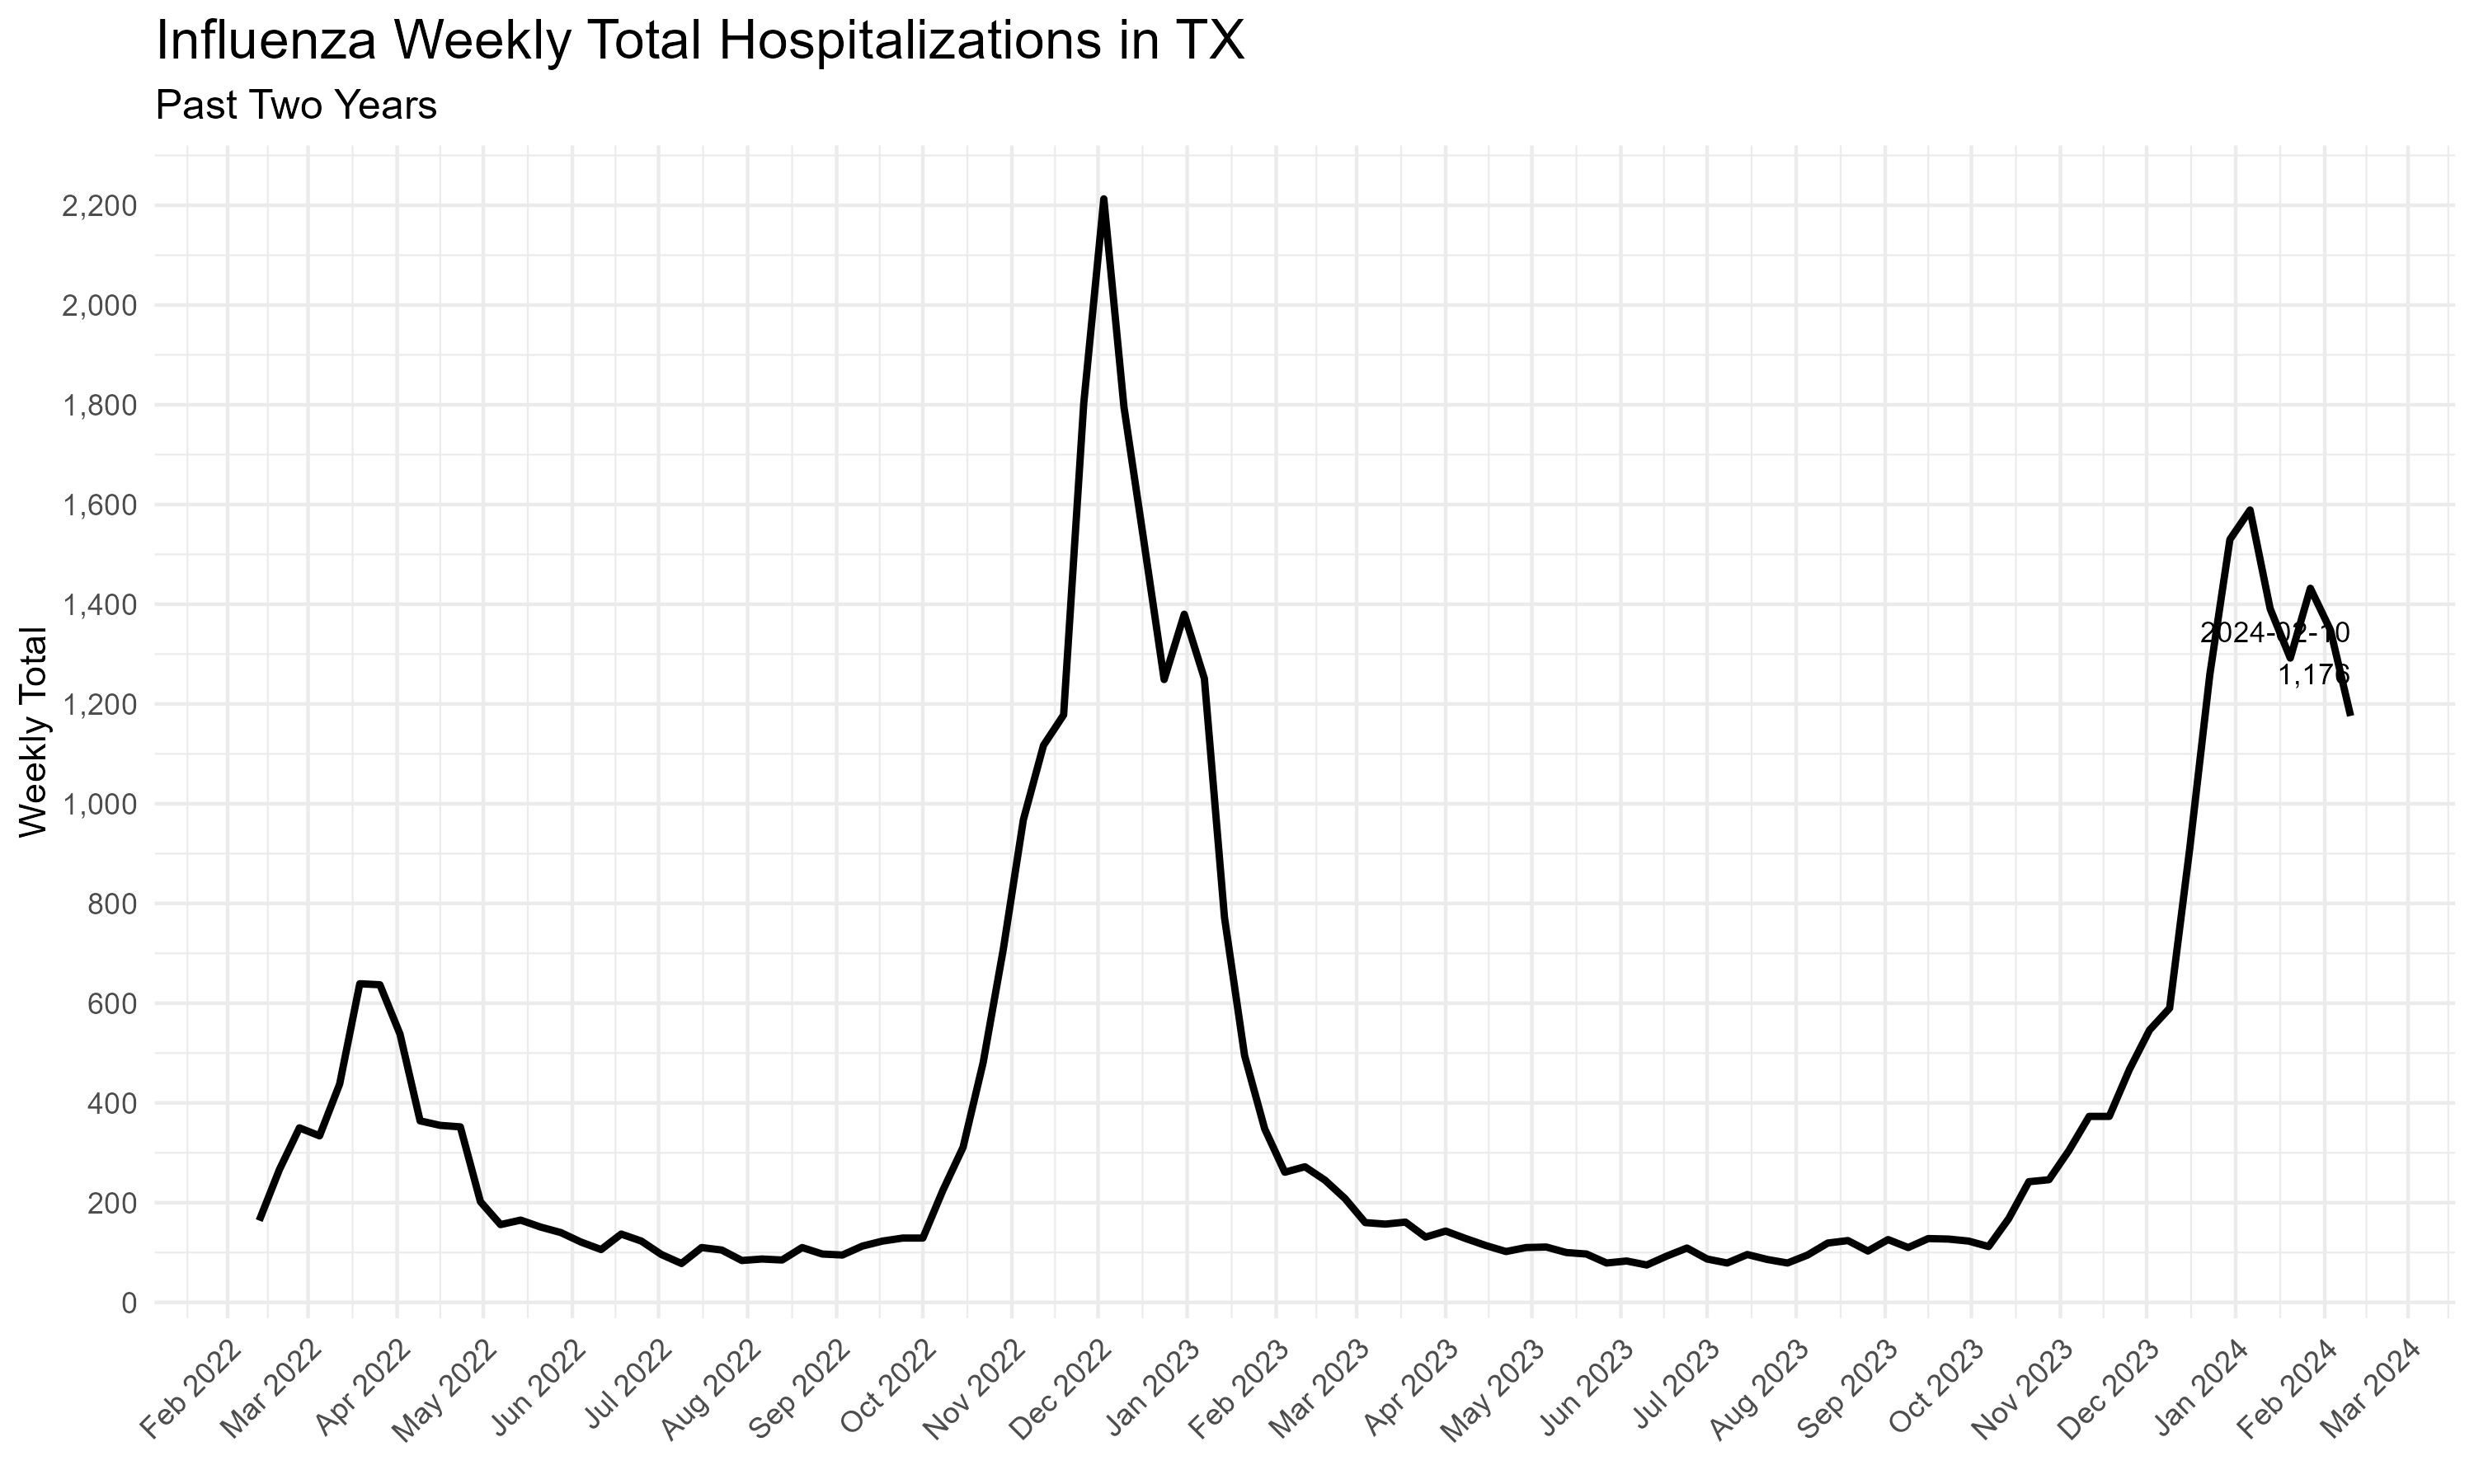 Influenza Weekly Total Hospitalizations in TX
Past Two Years
Weekly Total
2,200
2,000
1,800
1,600
1,400
1,200
1,000
800
600
400
200
0
2024-02-10
1,176
Feb 2022
Mar 2022
Apr 2022
May 2022
Jun 2022
Jul 2022
Aug 2022
Sep 2022
Oct 2022
Nov 2022
Dec 2022
Jan 2023
Feb 2023
Mar 2023
Apr 2023
May 2023
Jun 2023
Jul 2023
Aug 2023
Sep 2023
Oct 2023
Nov 2023
Dec 2023
Jan 2024
Feb 2024
Mar 2024